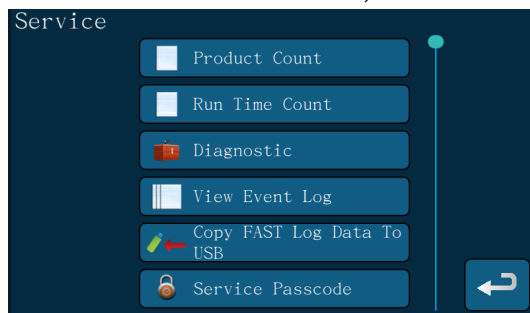 Service
Product Count
Run Time Count
Diagnostic
View Event Log
Copy FAST Log Data To
USB
Service Passcode